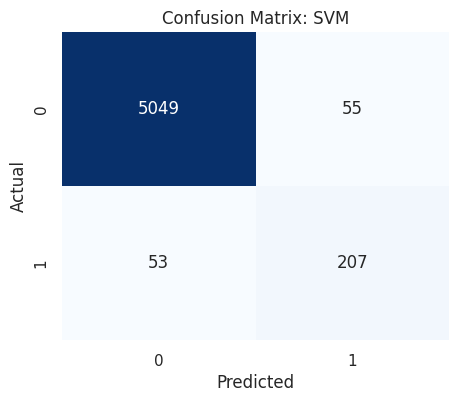 Confusion Matrix: SVM
Actual
0
5049 55
1
53 207
0 1
Predicted